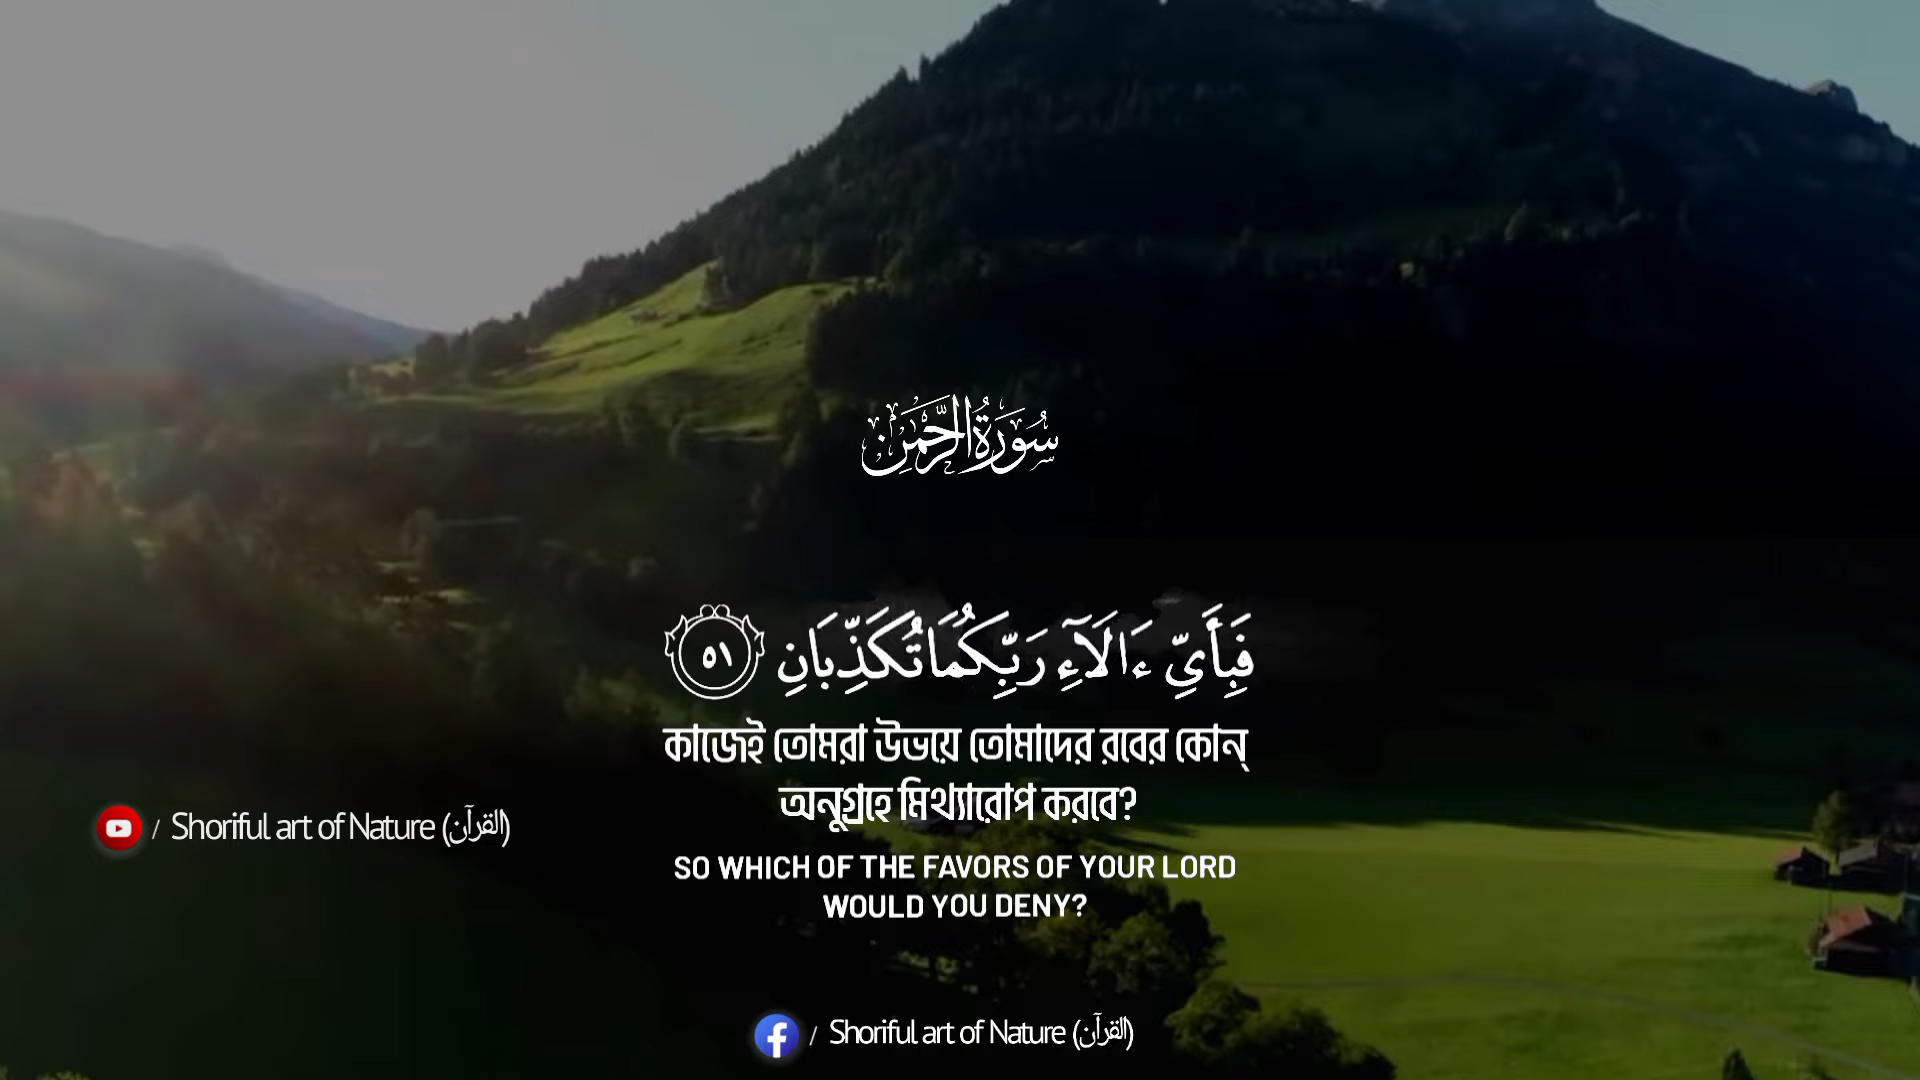 سُورَةُ الرَّحْمَٰن
فَبِأَيِّ ءَالَآءِ رَبِّكُمَا تُكَذِّبَانِ ٥١
কাজেই তোমরা উভয়ে তোমাদের রবের কোন্
অনুগ্রহে মিথ্যারোপ করবে?
SO WHICH OF THE FAVORS OF YOUR LORD
WOULD YOU DENY?
/ Shoriful art of Nature (القرآن)
/ Shoriful art of Nature (القرآن)